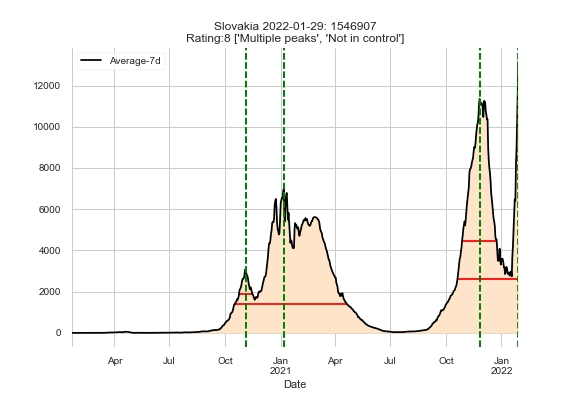 Slovakia 2022-01-29: 1546907
Rating:8 ['Multiple peaks', 'Not in control']
Average-7d
12000
10000
8000
6000
4000
2000
0
Apr
Jul
Oct
Jan
2021
Apr
Jul
Oct
Jan
2022
Date